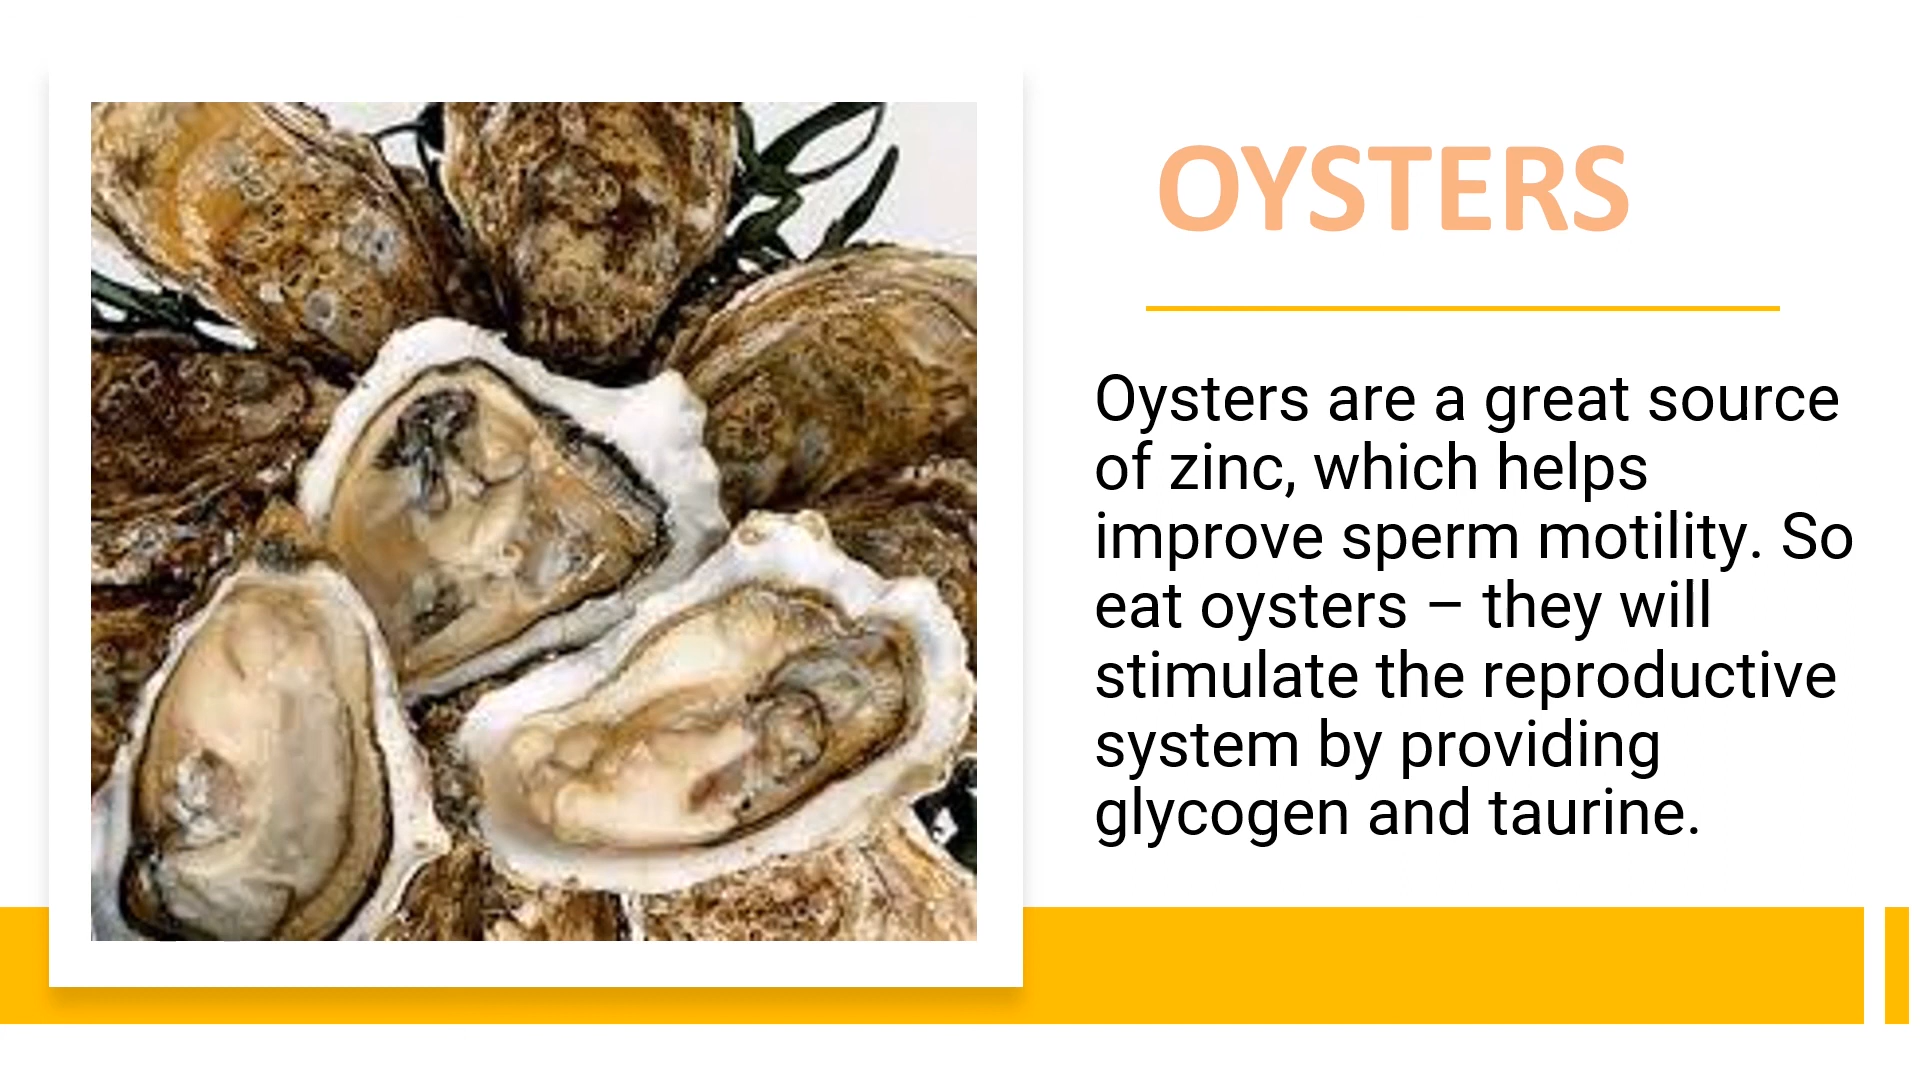 OYSTERS
Oysters are a great source
of zinc, which helps
improve sperm motility. So
eat oysters – they will
stimulate the reproductive
system by providing
glycogen and taurine.